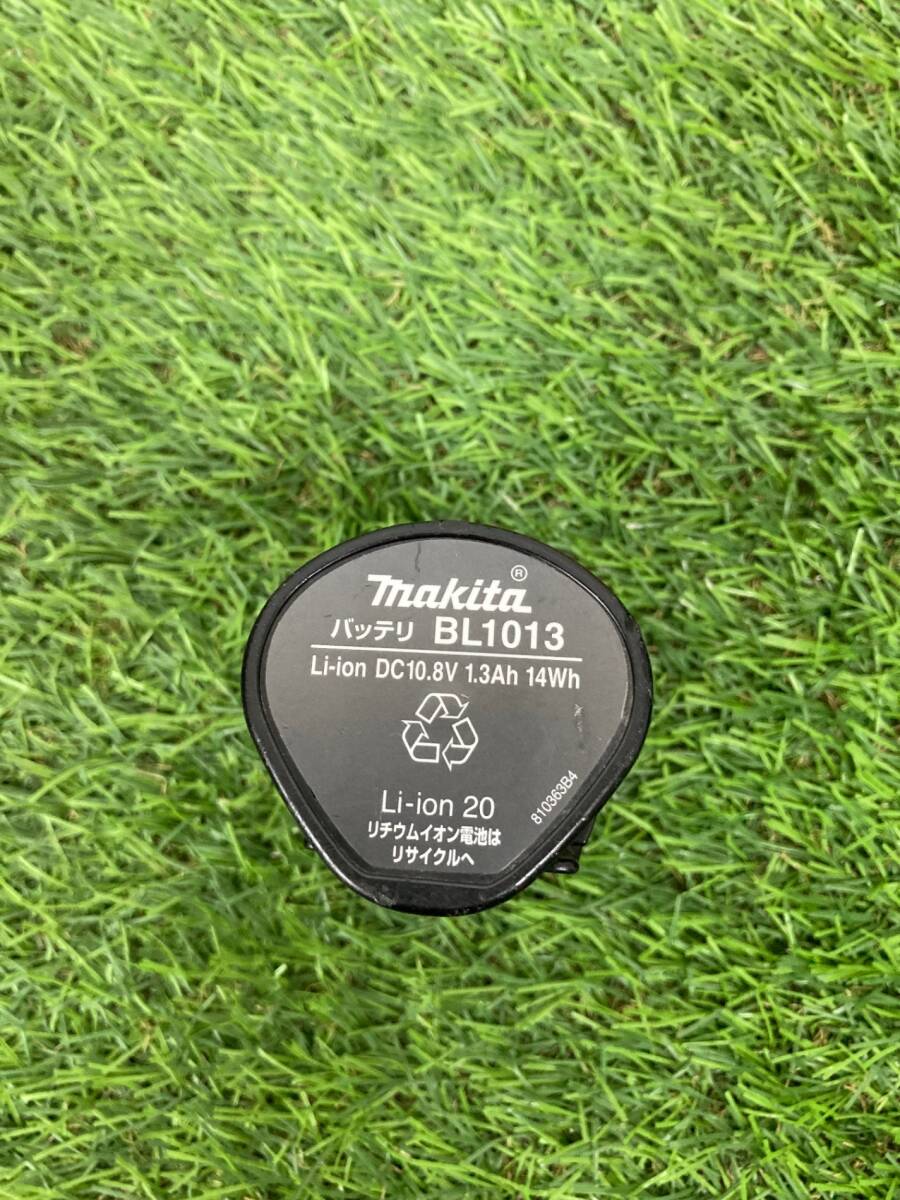 makita®
バッテリ BL1013
Li-ion DC10.8V 1.3Ah 14Wh
Li-ion 20
リチウムイオン電池は
リサイクルへ
810363B4